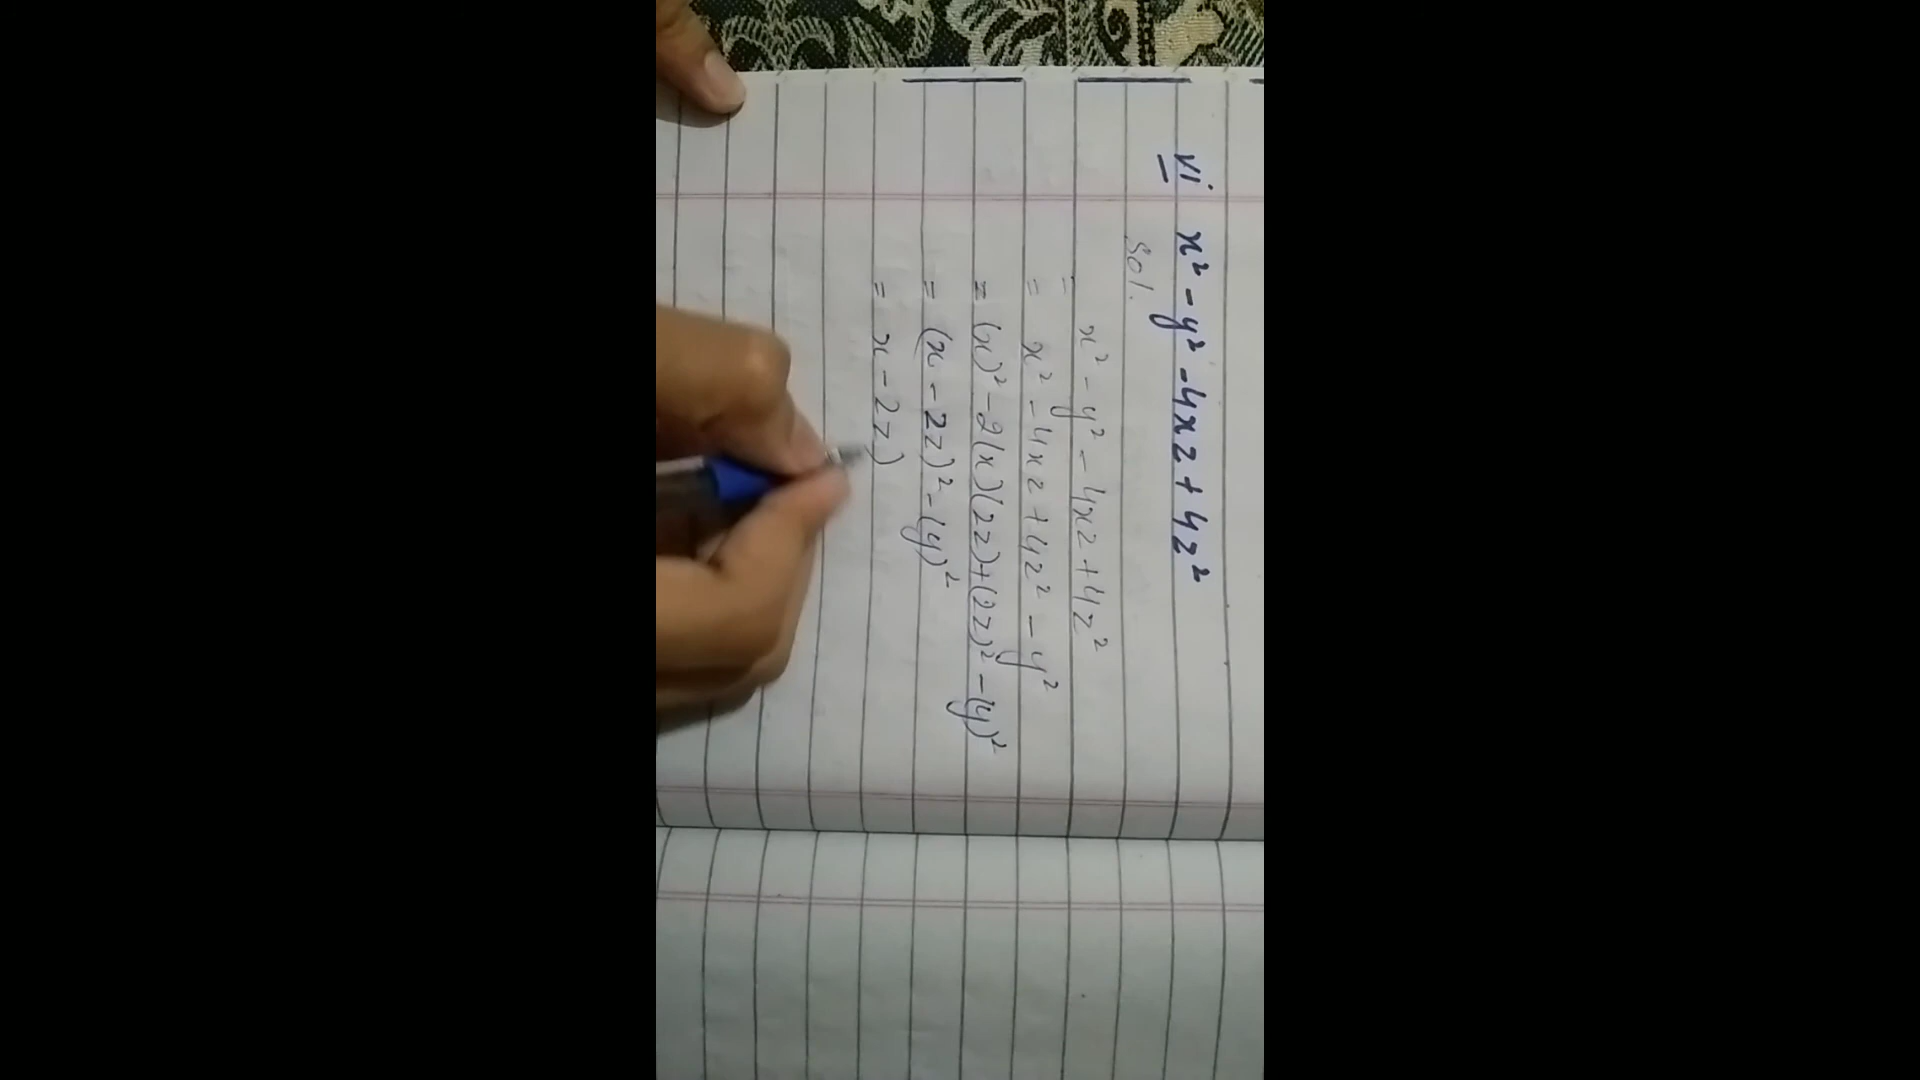 vi x² - y² - 4xz + 4z²
Sol.
= x² - y² - 4xz + 4z²
= x² - 4xz + 4z² - y²
= (x)² - 2(x)(2z) + (2z)² - (y)²
= (x - 2z)² - (y)²
= x - 2z)